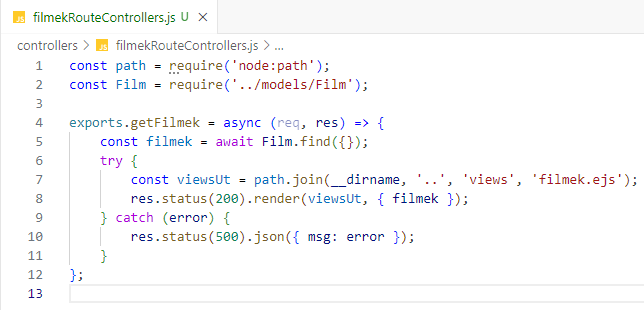 JS filmekRouteControllers.js U ×
controllers > JS filmekRouteControllers.js > ...
1 const path = require('node:path');
2 const Film = require('../models/Film');
3
4 exports.getFilmek = async (req, res) => {
5     const filmek = await Film.find({});
6     try {
7         const viewsUt = path.join(__dirname, '..', 'views', 'filmek.ejs');
8         res.status(200).render(viewsUt, { filmek });
9     } catch (error) {
10         res.status(500).json({ msg: error });
11     }
12 };
13